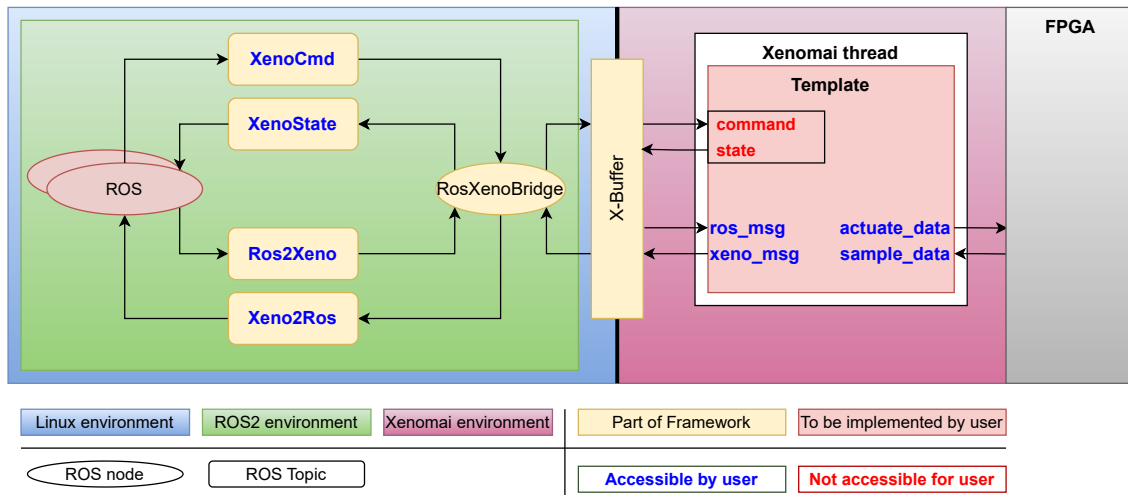 FPGA
Xenomai thread
Template
XenoCmd
XenoState
command
state
ROS
RosXenoBridge
X-Buffer
Ros2Xeno
Xeno2Ros
ros_msg
actuate_data
xeno_msg
sample_data
Linux environment
ROS2 environment
Xenomai environment
Part of Framework
To be implemented by user
ROS node
ROS Topic
Accessible by user
Not accessible for user